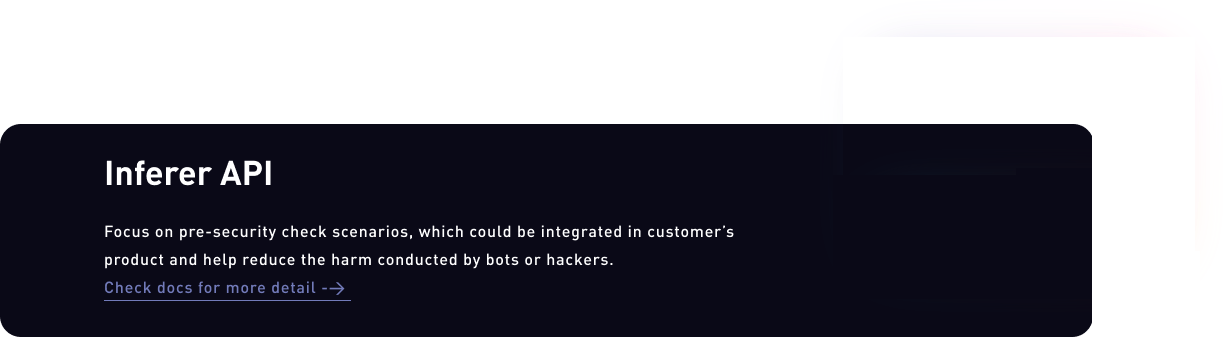 Inferer API
Focus on pre-security check scenarios, which could be integrated in customer’s
product and help reduce the harm conducted by bots or hackers.
Check docs for more detail -->